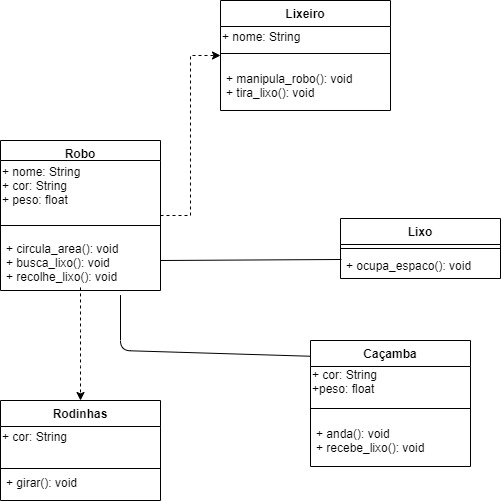 Lixeiro
+ nome: String
+ manipula_robo(): void
+ tira_lixo(): void
Robo
+ nome: String
+ cor: String
+ peso: float
+ circula_area(): void
+ busca_lixo(): void
+ recolhe_lixo(): void
Lixo
+ ocupa_espaco(): void
Caçamba
+ cor: String
+peso: float
+ anda(): void
+ recebe_lixo(): void
Rodinhas
+ cor: String
+ girar(): void